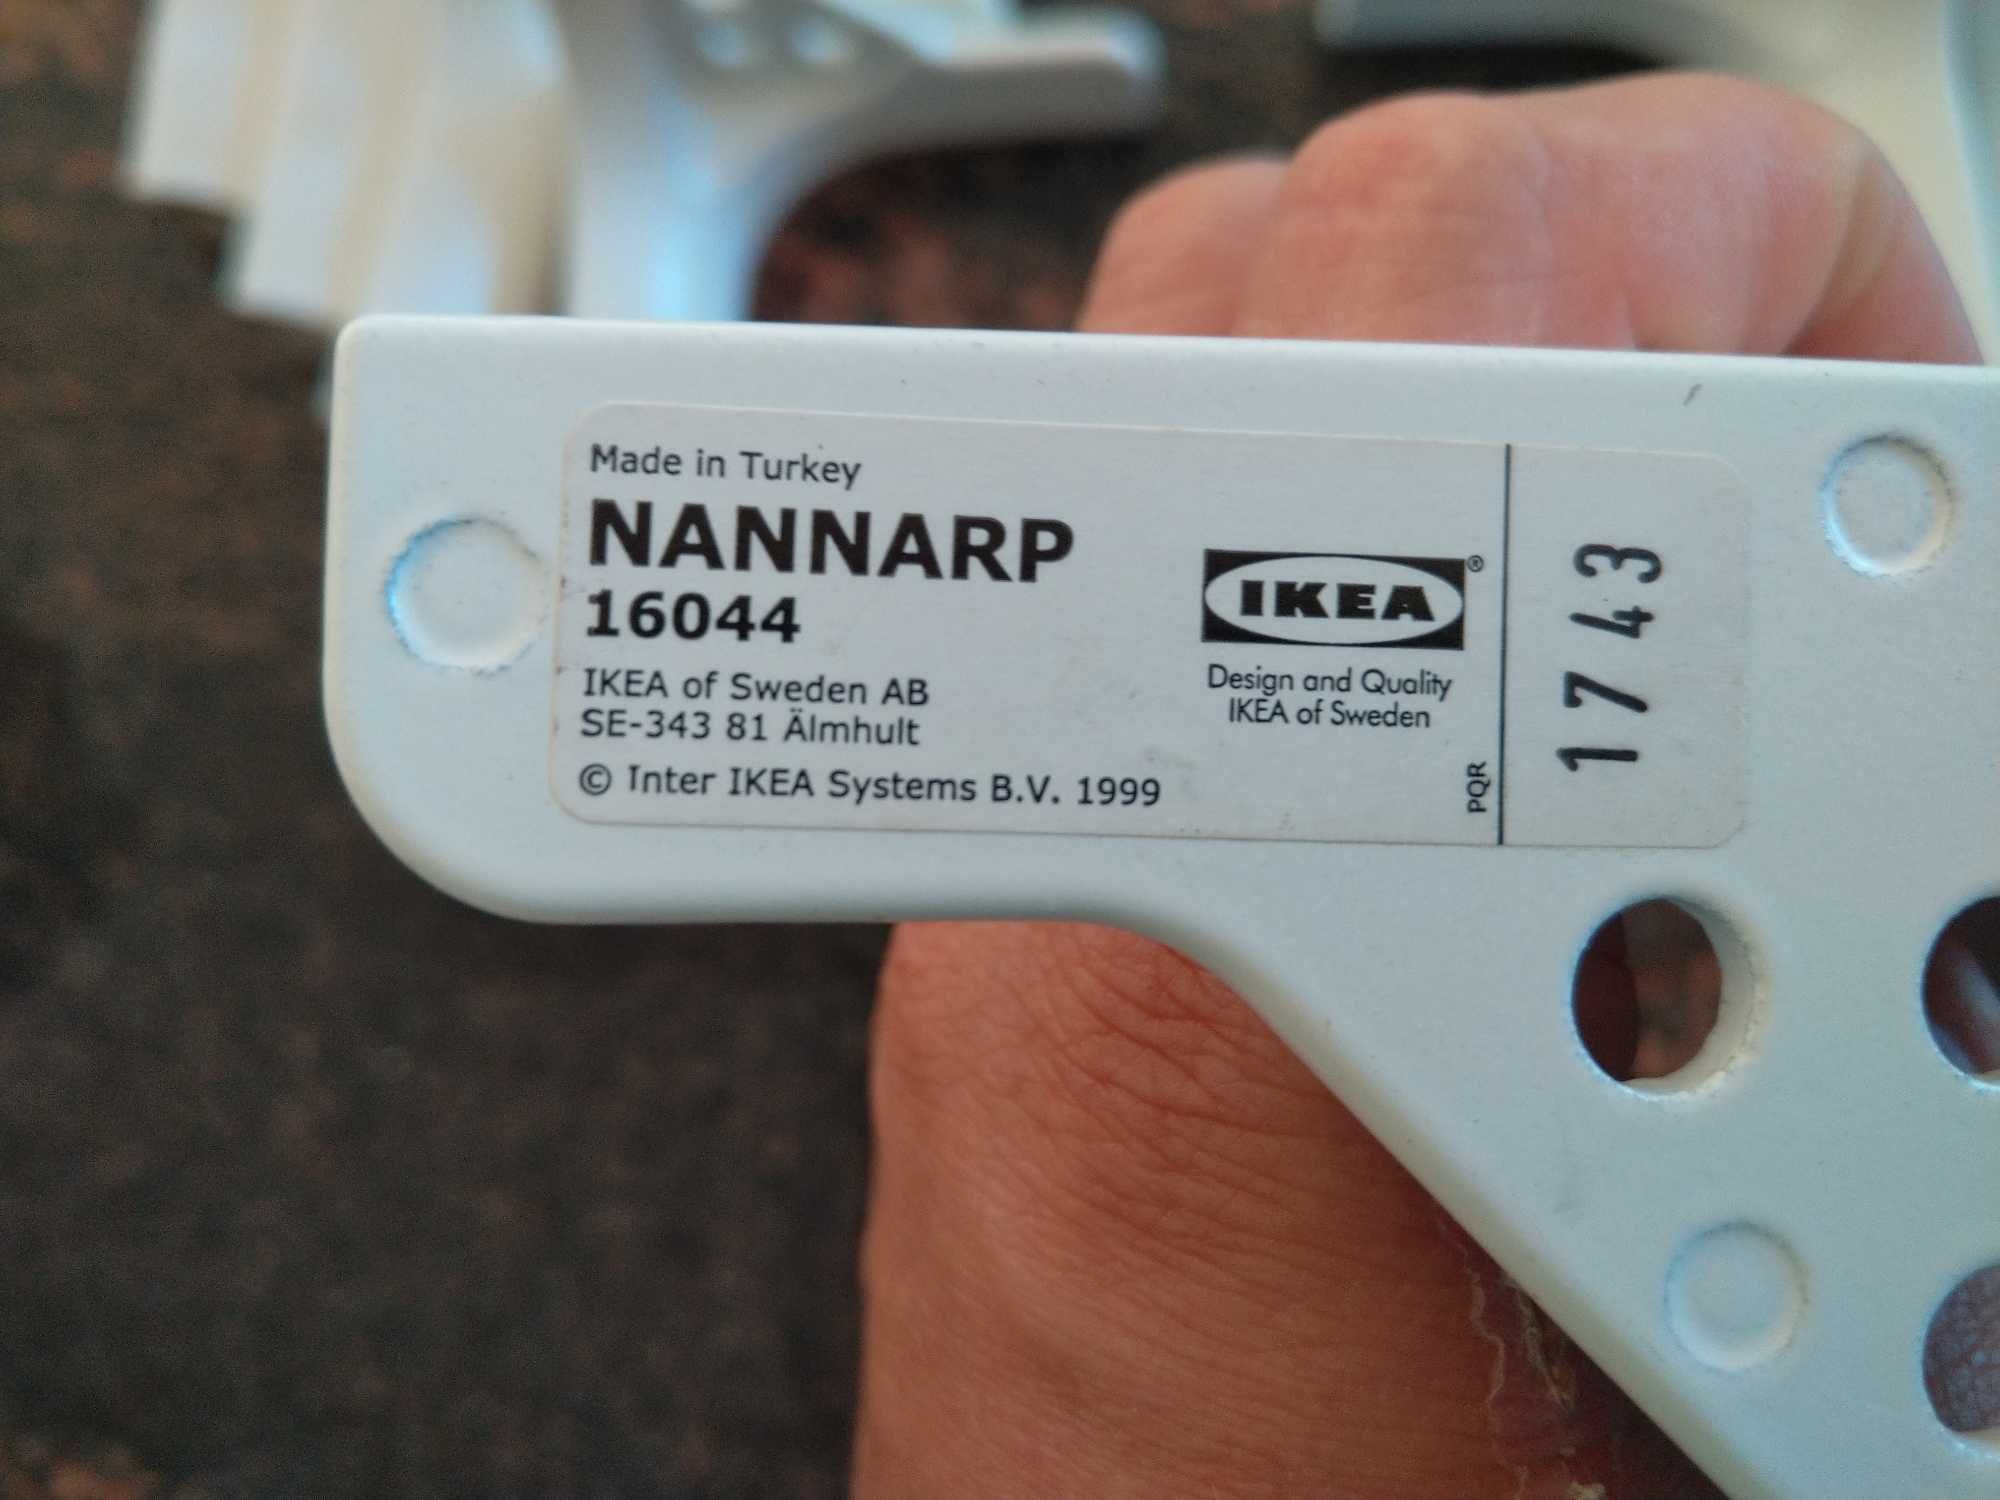 Made in Turkey
NANNARP
16044
IKEA of Sweden AB
SE-343 81 Älmhult
© Inter IKEA Systems B.V. 1999
IKEA®
Design and Quality
IKEA of Sweden
PQR
1743